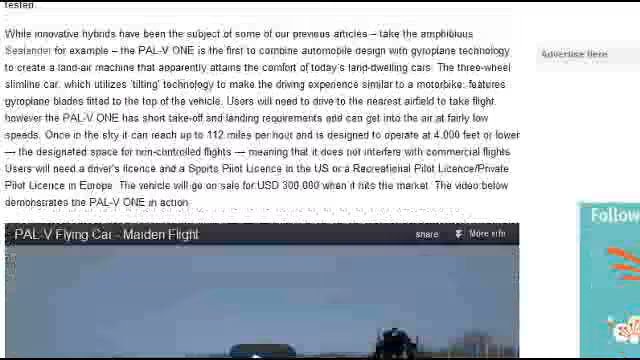 tested.
While innovative hybrids have been the subject of some of our previous articles – take the amphibious
Sealander for example – the PAL-V ONE is the first to combine automobile design with gyroplane technology
to create a land-air machine that apparently attains the comfort of today's land-dwelling cars. The three-wheel
slimline car, which utilizes 'tilting' technology to make the driving experience similar to a motorbike, features
gyroplane blades fitted to the top of the vehicle. Users will need to drive to the nearest airfield to take flight,
however the PAL-V ONE has short take-off and landing requirements and can get into the air at fairly low
speeds. Once in the sky it can reach up to 112 miles per hour and is designed to operate at 4,000 feet or lower
— the designated space for non-controlled flights — meaning that it does not interfere with commercial flights.
Users will need a driver's licence and a Sports Pilot Licence in the US or a Recreational Pilot Licence/Private
Pilot Licence in Europe. The vehicle will go on sale for USD 300,000 when it hits the market. The video below
demonstrates the PAL-V ONE in action
Advertise Here
Follow
PAL-V Flying Car - Maiden Flight
share
More info